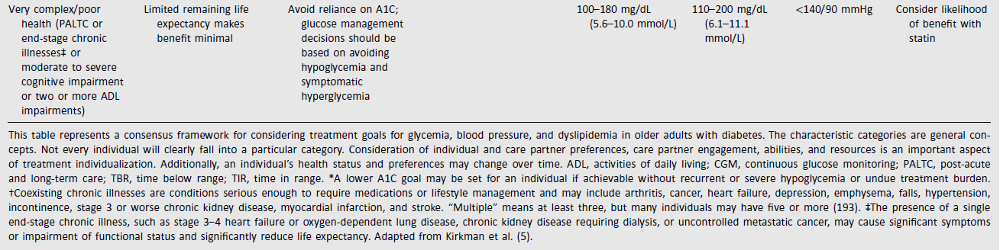 Very complex/poor health (PALTC or end-stage chronic illnesses‡ or moderate to severe cognitive impairment or two or more ADL impairments)
Limited remaining life expectancy makes benefit minimal
Avoid reliance on A1C; glucose management decisions should be based on avoiding hypoglycemia and symptomatic hyperglycemia
100–180 mg/dL (5.6–10.0 mmol/L)
110–200 mg/dL (6.1–11.1 mmol/L)
<140/90 mmHg
Consider likelihood of benefit with statin
This table represents a consensus framework for considering treatment goals for glycemia, blood pressure, and dyslipidemia in older adults with diabetes. The characteristic categories are general con-
cepts. Not every individual will clearly fall into a particular category. Consideration of individual and care partner preferences, care partner engagement, abilities, and resources is an important aspect
of treatment individualization. Additionally, an individual's health status and preferences may change over time. ADL, activities of daily living; CGM, continuous glucose monitoring; PALTC, post-acute
and long-term care; TBR, time below range; TIR, time in range. *A lower A1C goal may be set for an individual if achievable without recurrent or severe hypoglycemia or undue treatment burden.
†Coexisting chronic illnesses are conditions serious enough to require medications or lifestyle management and may include arthritis, cancer, heart failure, depression, emphysema, falls, hypertension,
incontinence, stage 3 or worse chronic kidney disease, myocardial infarction, and stroke. "Multiple" means at least three, but many individuals may have five or more (193). ‡The presence of a single
end-stage chronic illness, such as stage 3–4 heart failure or oxygen-dependent lung disease, chronic kidney disease requiring dialysis, or uncontrolled metastatic cancer, may cause significant symptoms
or impairment of functional status and significantly reduce life expectancy. Adapted from Kirkman et al. (5).